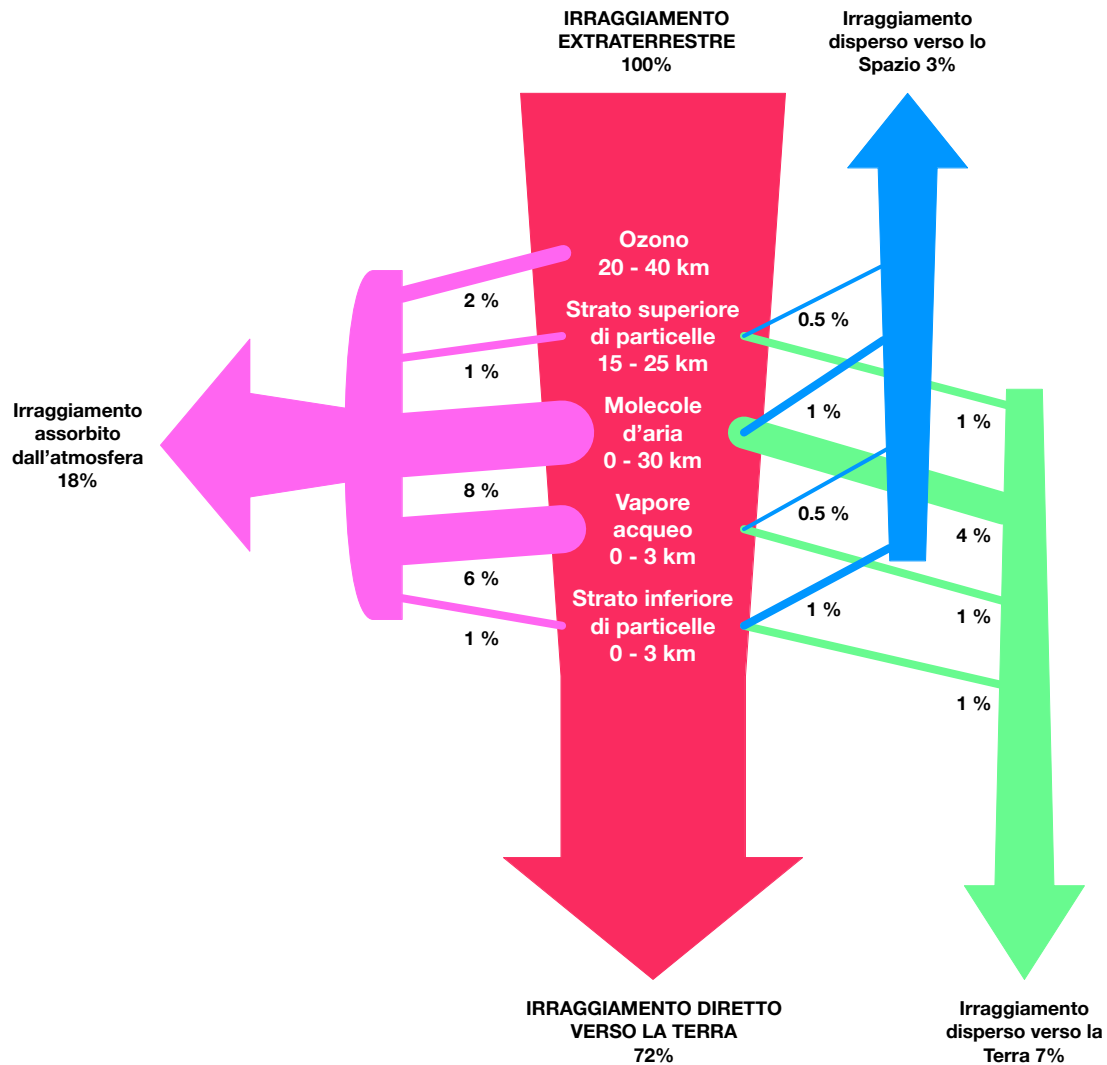 IRRAGGIAMENTO
EXTRATERRESTRE
100%
Irraggiamento
disperso verso lo
Spazio 3%
Ozono
20 - 40 km
2 %
Strato superiore
di particelle
15 - 25 km
0.5 %
1 %
1 %
Molecole
d'aria
0 - 30 km
1 %
Irraggiamento
assorbito
dall'atmosfera
18%
8 %
4 %
Vapore
acqueo
0 - 3 km
0.5 %
6 %
1 %
Strato inferiore
di particelle
0 - 3 km
1 %
1 %
1 %
IRRAGGIAMENTO DIRETTO
VERSO LA TERRA
72%
Irraggiamento
disperso verso la
Terra 7%